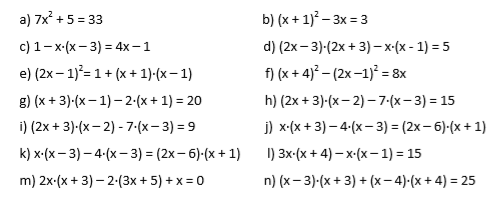 a) 7x² + 5 = 33 b) (x + 1)² – 3x = 3
c) 1 – x·(x – 3) = 4x – 1 d) (2x – 3)·(2x + 3) – x·(x - 1) = 5
e) (2x – 1)²= 1 + (x + 1)·(x – 1) f) (x + 4)² – (2x –1)² = 8x
g) (x + 3)·(x – 1) – 2·(x + 1) = 20 h) (2x + 3)·(x – 2) – 7·(x – 3) = 15
i) (2x + 3)·(x – 2) - 7·(x – 3) = 9 j) x·(x + 3) – 4·(x – 3) = (2x – 6)·(x + 1)
k) x·(x – 3) – 4·(x – 3) = (2x – 6)·(x + 1) l) 3x·(x + 4) – x·(x – 1) = 15
m) 2x·(x + 3) – 2·(3x + 5) + x = 0 n) (x – 3)·(x + 3) + (x – 4)·(x + 4) = 25